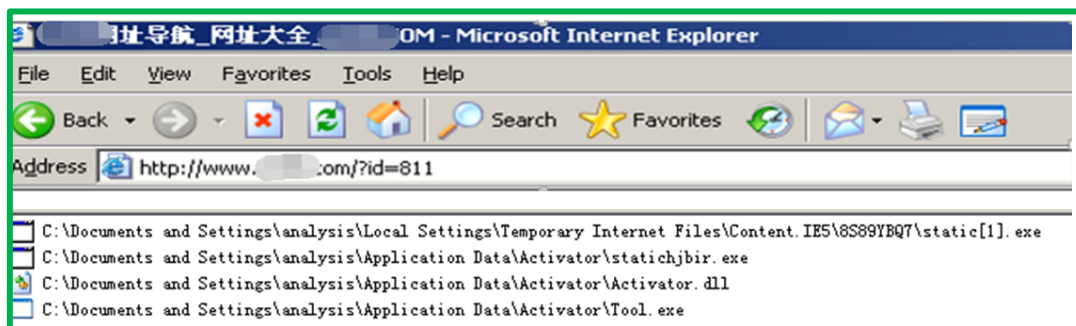 址导航_网址大全_ OM - Microsoft Internet Explorer
File Edit View Favorites Tools Help
Back Search Favorites
Address http://www. .com/?id=811
C:\Documents and Settings\analysis\Local Settings\Temporary Internet Files\Content.IE5\8S89YBQ7\static[1].exe
C:\Documents and Settings\analysis\Application Data\Activator\statichjbir.exe
C:\Documents and Settings\analysis\Application Data\Activator\Activator.dll
C:\Documents and Settings\analysis\Application Data\Activator\Tool.exe